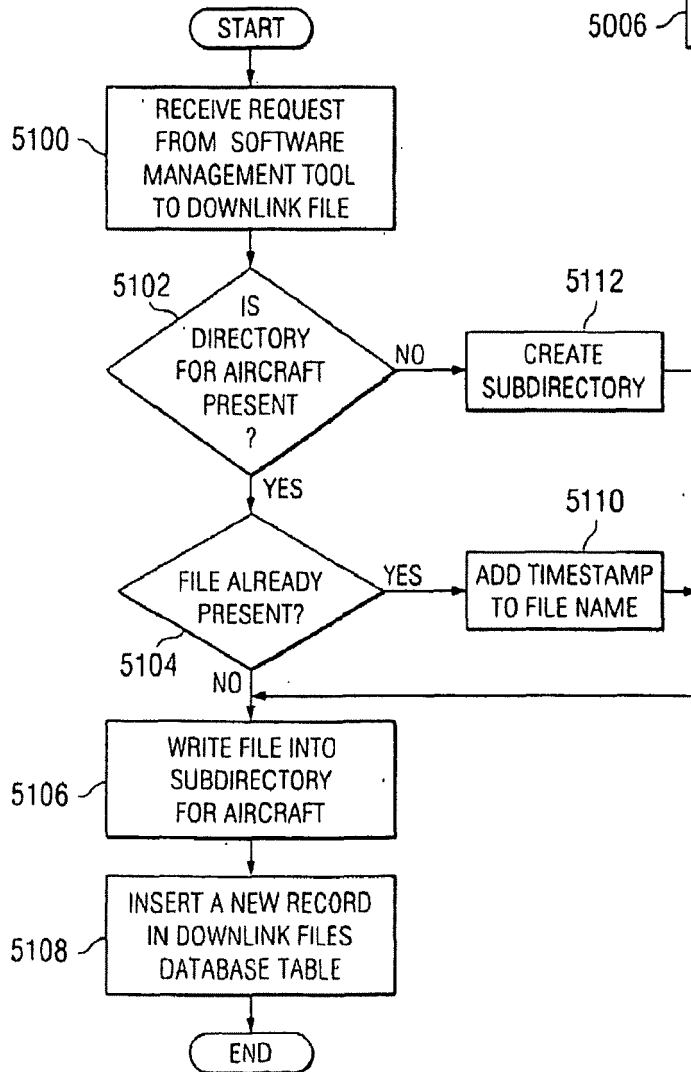 START
5006
5100
RECEIVE REQUEST
FROM SOFTWARE
MANAGEMENT TOOL
TO DOWNLINK FILE
5102
IS
DIRECTORY
FOR AIRCRAFT
PRESENT
?
NO
5112
CREATE
SUBDIRECTORY
YES
5104
FILE ALREADY
PRESENT?
YES
5110
ADD TIMESTAMP
TO FILE NAME
NO
5106
WRITE FILE INTO
SUBDIRECTORY
FOR AIRCRAFT
5108
INSERT A NEW RECORD
IN DOWNLINK FILES
DATABASE TABLE
END